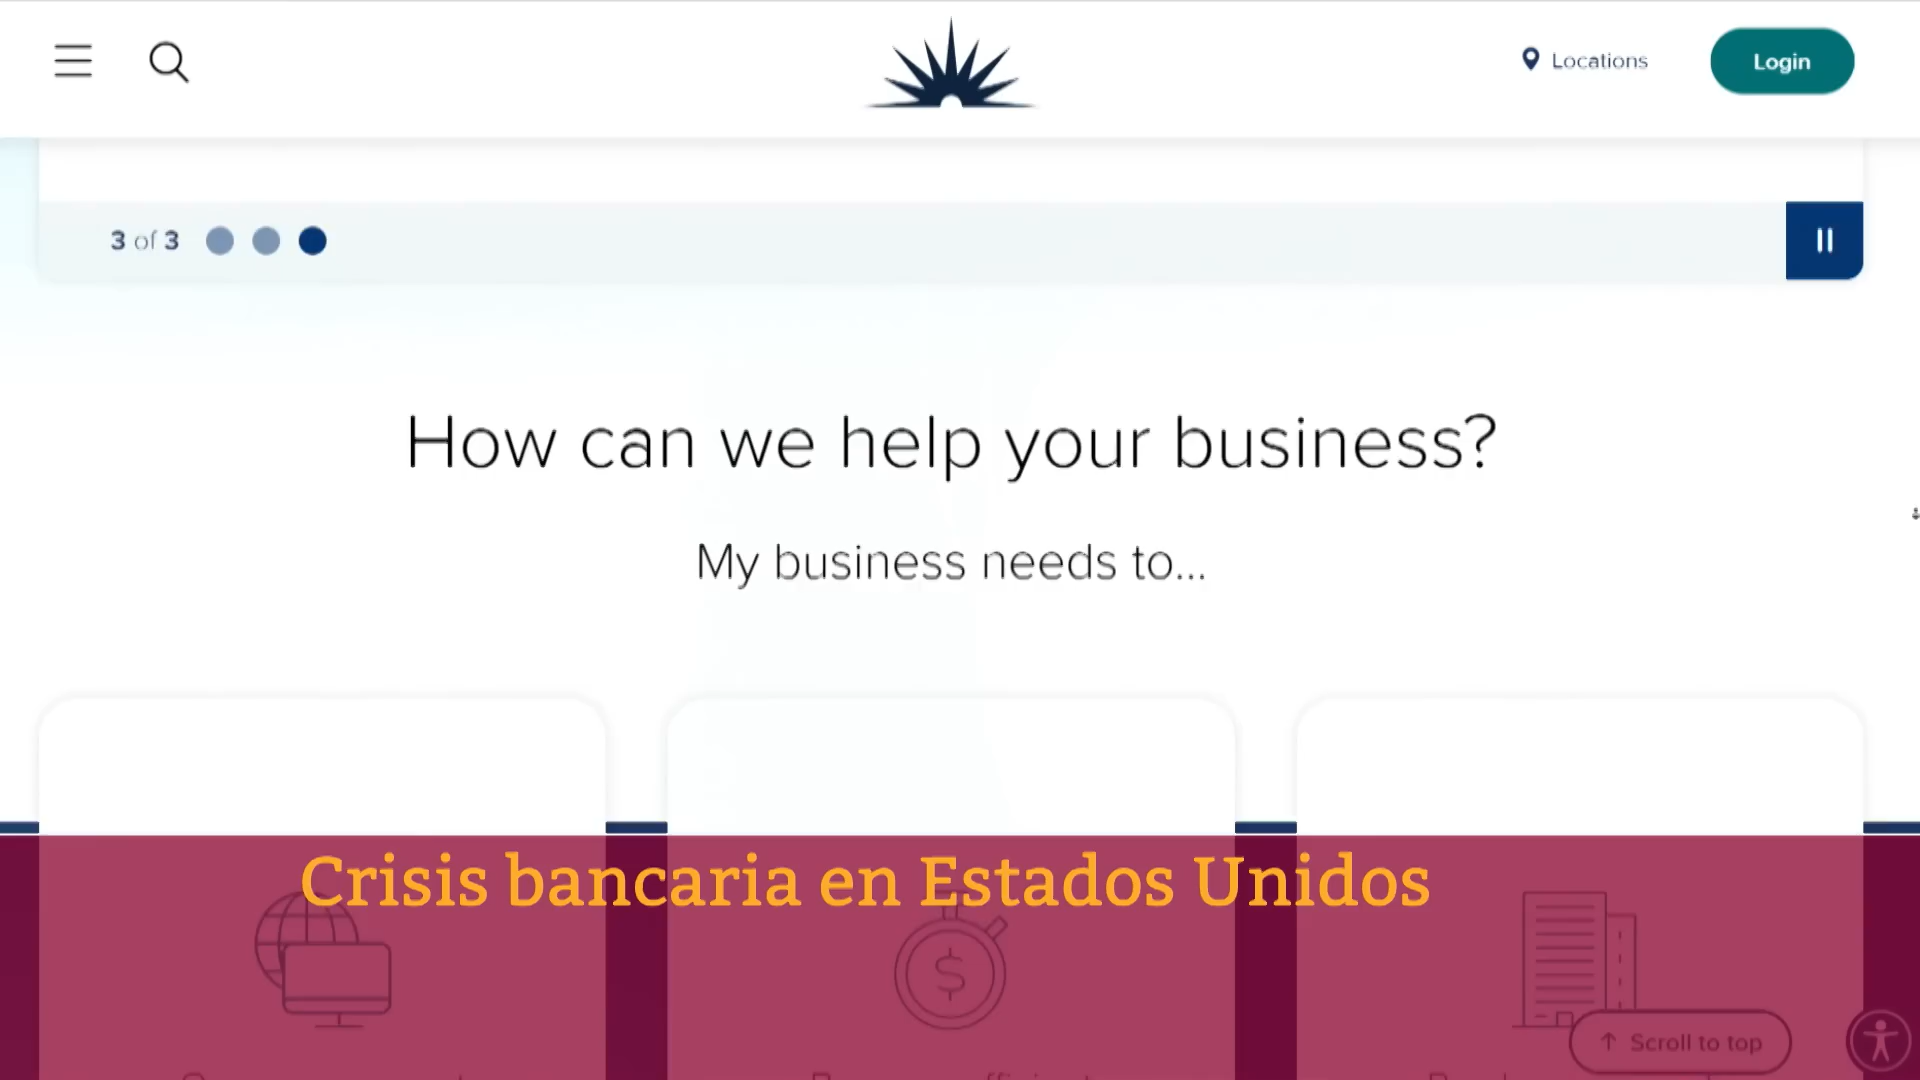 Locations
Login
3 of 3
How can we help your business?
My business needs to...
Crisis bancaria en Estados Unidos
$
Scroll to top